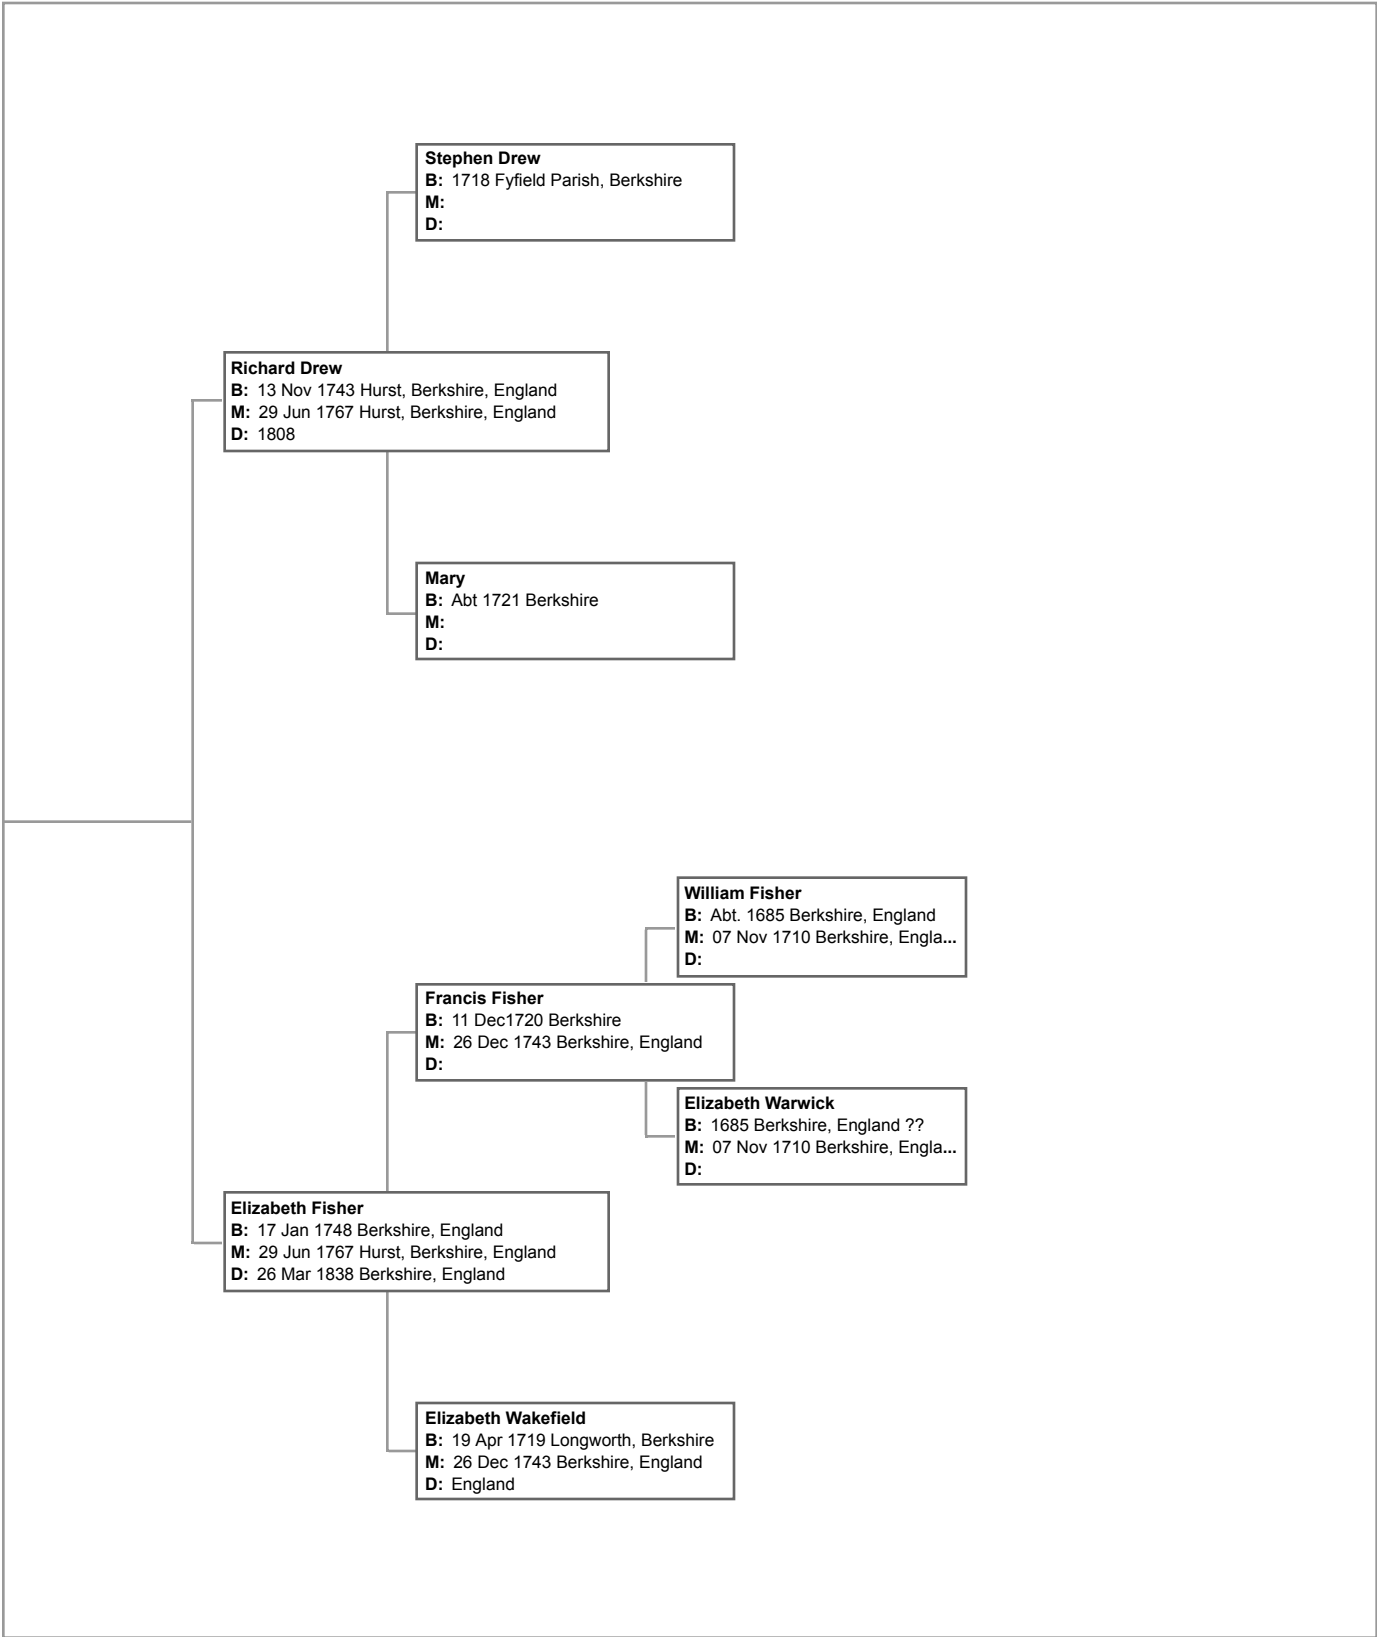 Stephen Drew
B: 1718 Fyfield Parish, Berkshire
M:
D:
Richard Drew
B: 13 Nov 1743 Hurst, Berkshire, England
M: 29 Jun 1767 Hurst, Berkshire, England
D: 1808
Mary
B: Abt 1721 Berkshire
M:
D:
William Fisher
B: Abt. 1685 Berkshire, England
M: 07 Nov 1710 Berkshire, Engla...
D:
Francis Fisher
B: 11 Dec1720 Berkshire
M: 26 Dec 1743 Berkshire, England
D:
Elizabeth Warwick
B: 1685 Berkshire, England ??
M: 07 Nov 1710 Berkshire, Engla...
D:
Elizabeth Fisher
B: 17 Jan 1748 Berkshire, England
M: 29 Jun 1767 Hurst, Berkshire, England
D: 26 Mar 1838 Berkshire, England
Elizabeth Wakefield
B: 19 Apr 1719 Longworth, Berkshire
M: 26 Dec 1743 Berkshire, England
D: England